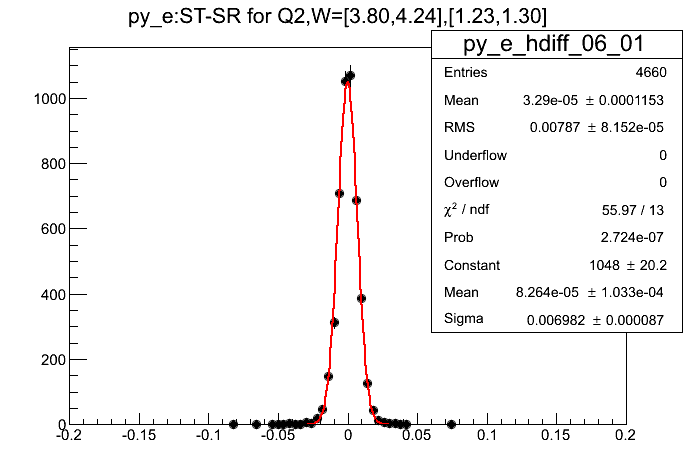 py_e:ST-SR for Q2,W=[3.80,4.24],[1.23,1.30]
py_e_hdiff_06_01
Entries 4660
Mean 3.29e-05 ± 0.0001153
RMS 0.00787 ± 8.152e-05
Underflow 0
Overflow 0
χ² / ndf 55.97 / 13
Prob 2.724e-07
Constant 1048 ± 20.2
Mean 8.264e-05 ± 1.033e-04
Sigma 0.006982 ± 0.000087
1000
800
600
400
200
0
-0.2 -0.15 -0.1 -0.05 0 0.05 0.1 0.15 0.2